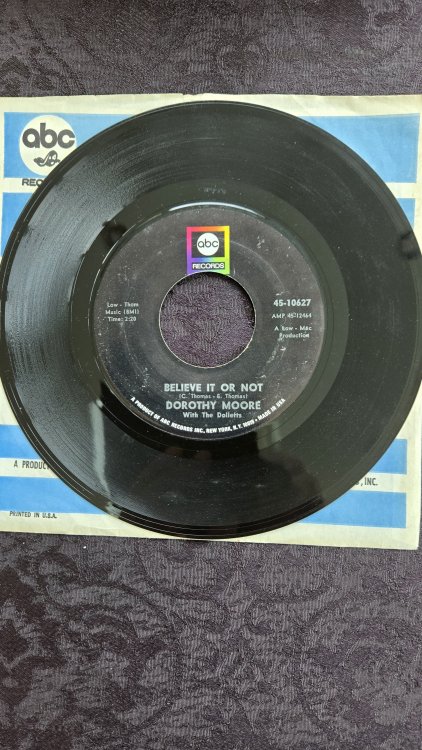 abc
RECO
abc
RECORDS
Low - Thom
Music (BMI)
Time: 2:20
45-10627
AMP 45-12464
A Low - Mac
Production
BELIEVE IT OR NOT
(C. Thomas - E. Thomas)
DOROTHY MOORE
With The Dolletts
A PRODUCT OF ABC RECORDS INC., NEW YORK, N.Y. 10019 • MADE IN USA
A PRODUC
, INC.
PRINTED IN U.S.A.